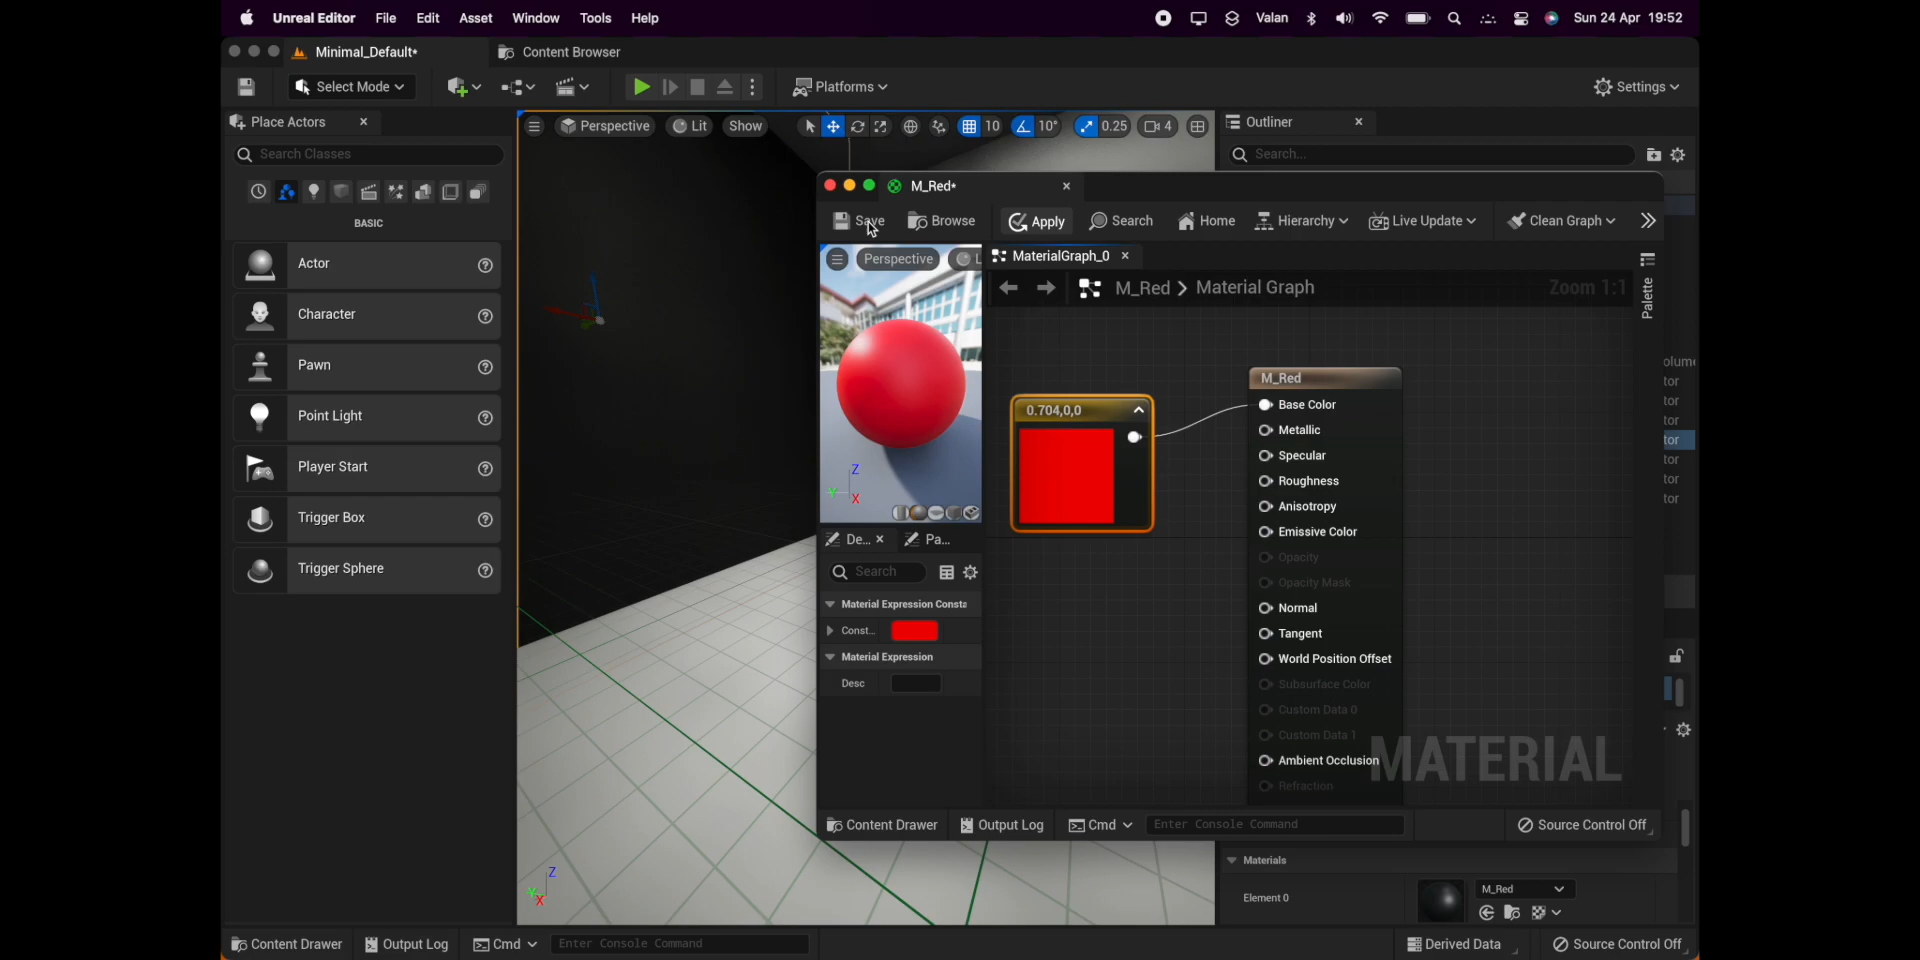 Unreal Editor File Edit Asset Window Tools Help
Valan Sun 24 Apr 19:52
Minimal_Default*
Content Browser
Select Mode
Platforms
Settings
Place Actors
Search Classes
BASIC
Actor
Character
Pawn
Point Light
Player Start
Trigger Box
Trigger Sphere
Perspective Lit Show
10 10° 0.25 4
Outliner
Search...
M_Red*
Save Browse Apply Search Home Hierarchy Live Update Clean Graph
Perspective L
Z
Y
X
MaterialGraph_0
M_Red > Material Graph
Zoom 1:1
Palette
0.704,0,0
M_Red
Base Color
Metallic
Specular
Roughness
Anisotropy
Emissive Color
Opacity
Opacity Mask
Normal
Tangent
World Position Offset
Subsurface Color
Custom Data 0
Custom Data 1
Ambient Occlusion
Refraction
MATERIAL
De...
Pa...
Search
Material Expression Consta
Const...
Material Expression
Desc
Content Drawer Output Log Cmd Enter Console Command Source Control Off
olume
tor
tor
tor
tor
tor
tor
tor
Materials
Element 0
M_Red
Z
Y
X
Content Drawer Output Log Cmd Enter Console Command Derived Data Source Control Off